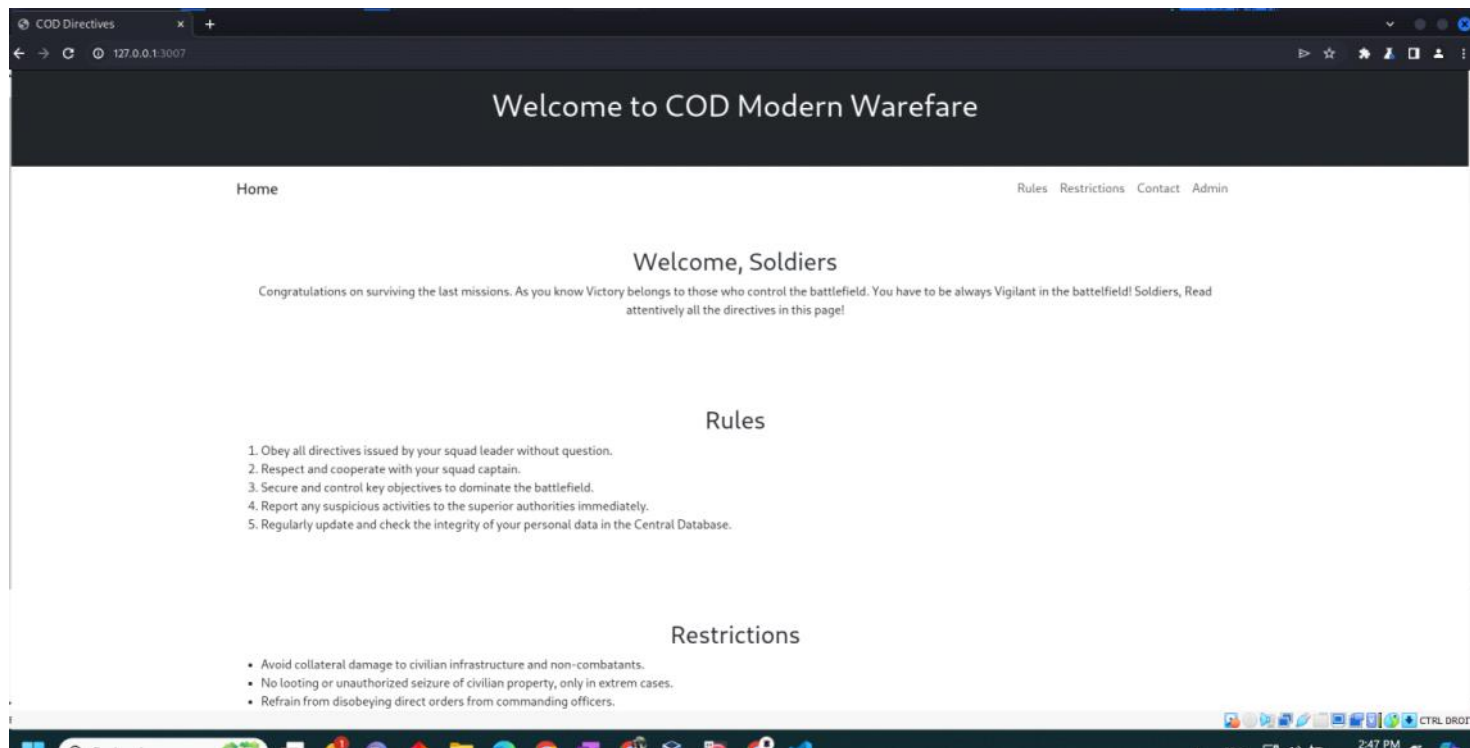 COD Directives
127.0.0.1:3007
Welcome to COD Modern Warefare
Home
Rules Restrictions Contact Admin
Welcome, Soldiers
Congratulations on surviving the last missions. As you know Victory belongs to those who control the battlefield. You have to be always Vigilant in the battelfield! Soldiers, Read
attentively all the directives in this page!
Rules
1. Obey all directives issued by your squad leader without question.
2. Respect and cooperate with your squad captain.
3. Secure and control key objectives to dominate the battlefield.
4. Report any suspicious activities to the superior authorities immediately.
5. Regularly update and check the integrity of your personal data in the Central Database.
Restrictions
• Avoid collateral damage to civilian infrastructure and non-combatants.
• No looting or unauthorized seizure of civilian property, only in extrem cases.
• Refrain from disobeying direct orders from commanding officers.
CTRL DROI
2:47 PM